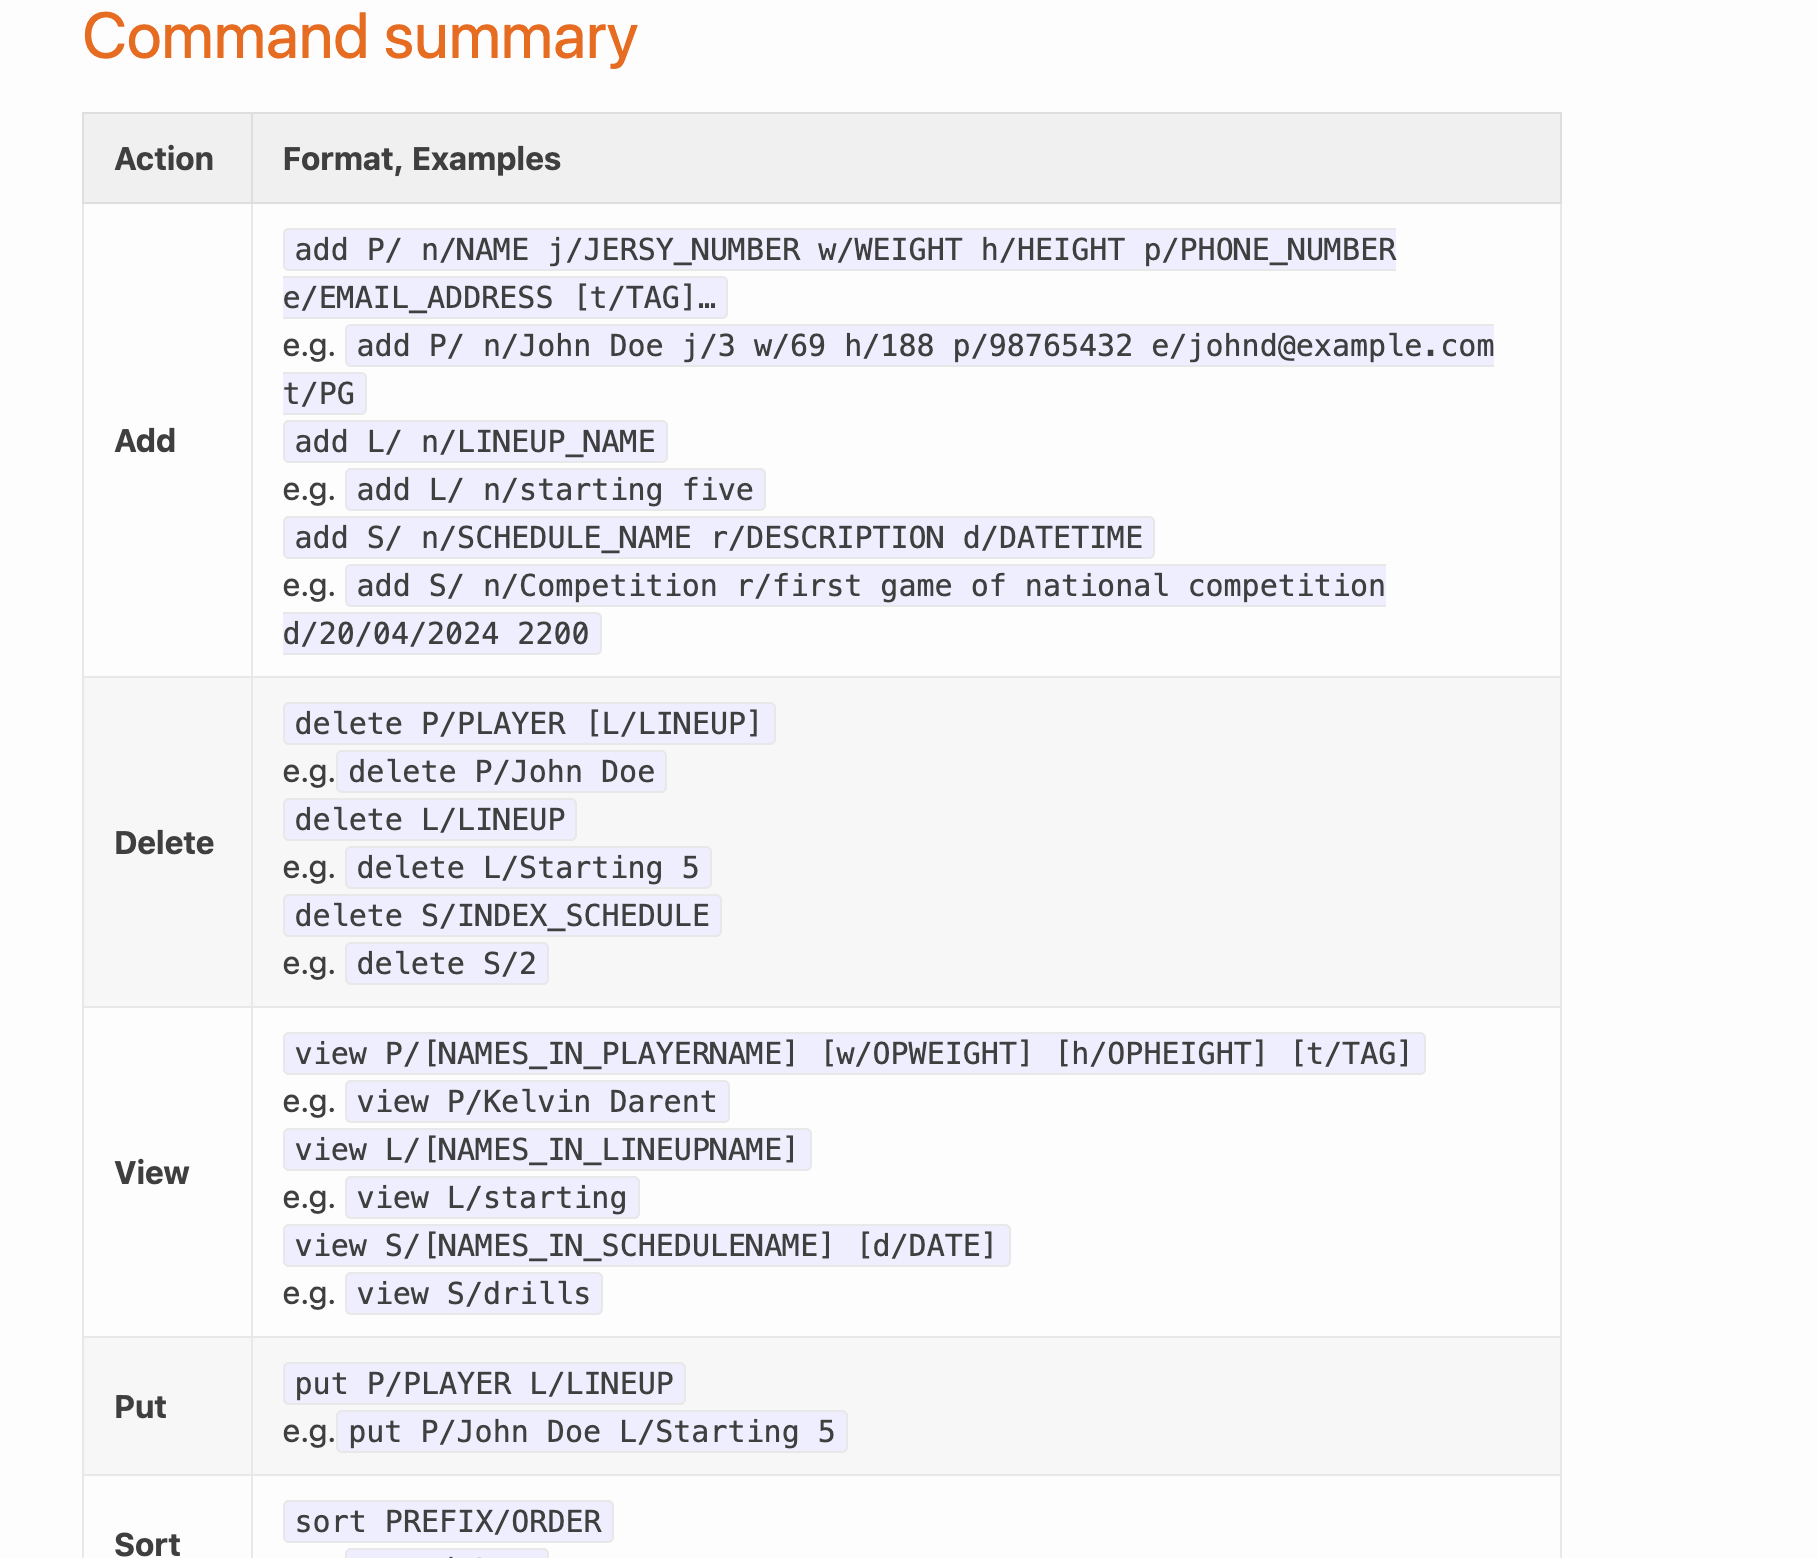 Command summary
Action
Format, Examples
Add
add P/ n/NAME j/JERSY_NUMBER w/WEIGHT h/HEIGHT p/PHONE_NUMBER
e/EMAIL_ADDRESS [t/TAG]…
e.g. add P/ n/John Doe j/3 w/69 h/188 p/98765432 e/johnd@example.com
t/PG
add L/ n/LINEUP_NAME
e.g. add L/ n/starting five
add S/ n/SCHEDULE_NAME r/DESCRIPTION d/DATETIME
e.g. add S/ n/Competition r/first game of national competition
d/20/04/2024 2200
Delete
delete P/PLAYER [L/LINEUP]
e.g. delete P/John Doe
delete L/LINEUP
e.g. delete L/Starting 5
delete S/INDEX_SCHEDULE
e.g. delete S/2
View
view P/[NAMES_IN_PLAYERNAME] [w/OPWEIGHT] [h/OPHEIGHT] [t/TAG]
e.g. view P/Kelvin Darent
view L/[NAMES_IN_LINEUPNAME]
e.g. view L/starting
view S/[NAMES_IN_SCHEDULENAME] [d/DATE]
e.g. view S/drills
Put
put P/PLAYER L/LINEUP
e.g. put P/John Doe L/Starting 5
Sort
sort PREFIX/ORDER